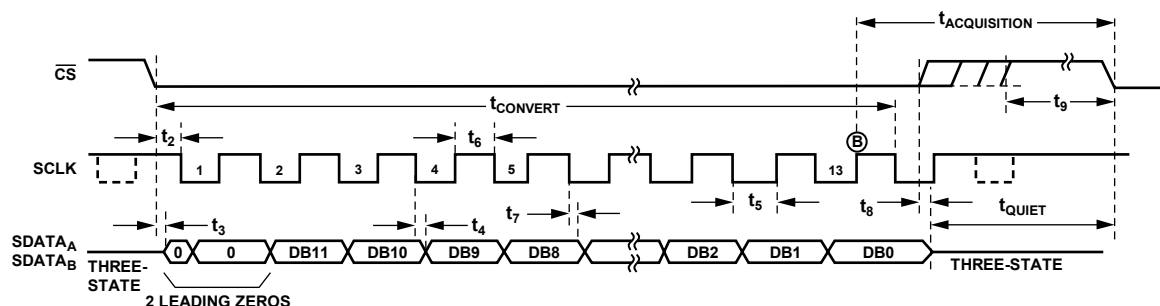 tACQUISITION
CS
tCONVERT
t9
t2
t6
B
SCLK
1
2
3
4
5
13
t5
t8
t7
tQUIET
t3
t4
SDATAA
SDATAB
0
0
DB11
DB10
DB9
DB8
DB2
DB1
DB0
THREE-
STATE
THREE-STATE
2 LEADING ZEROS